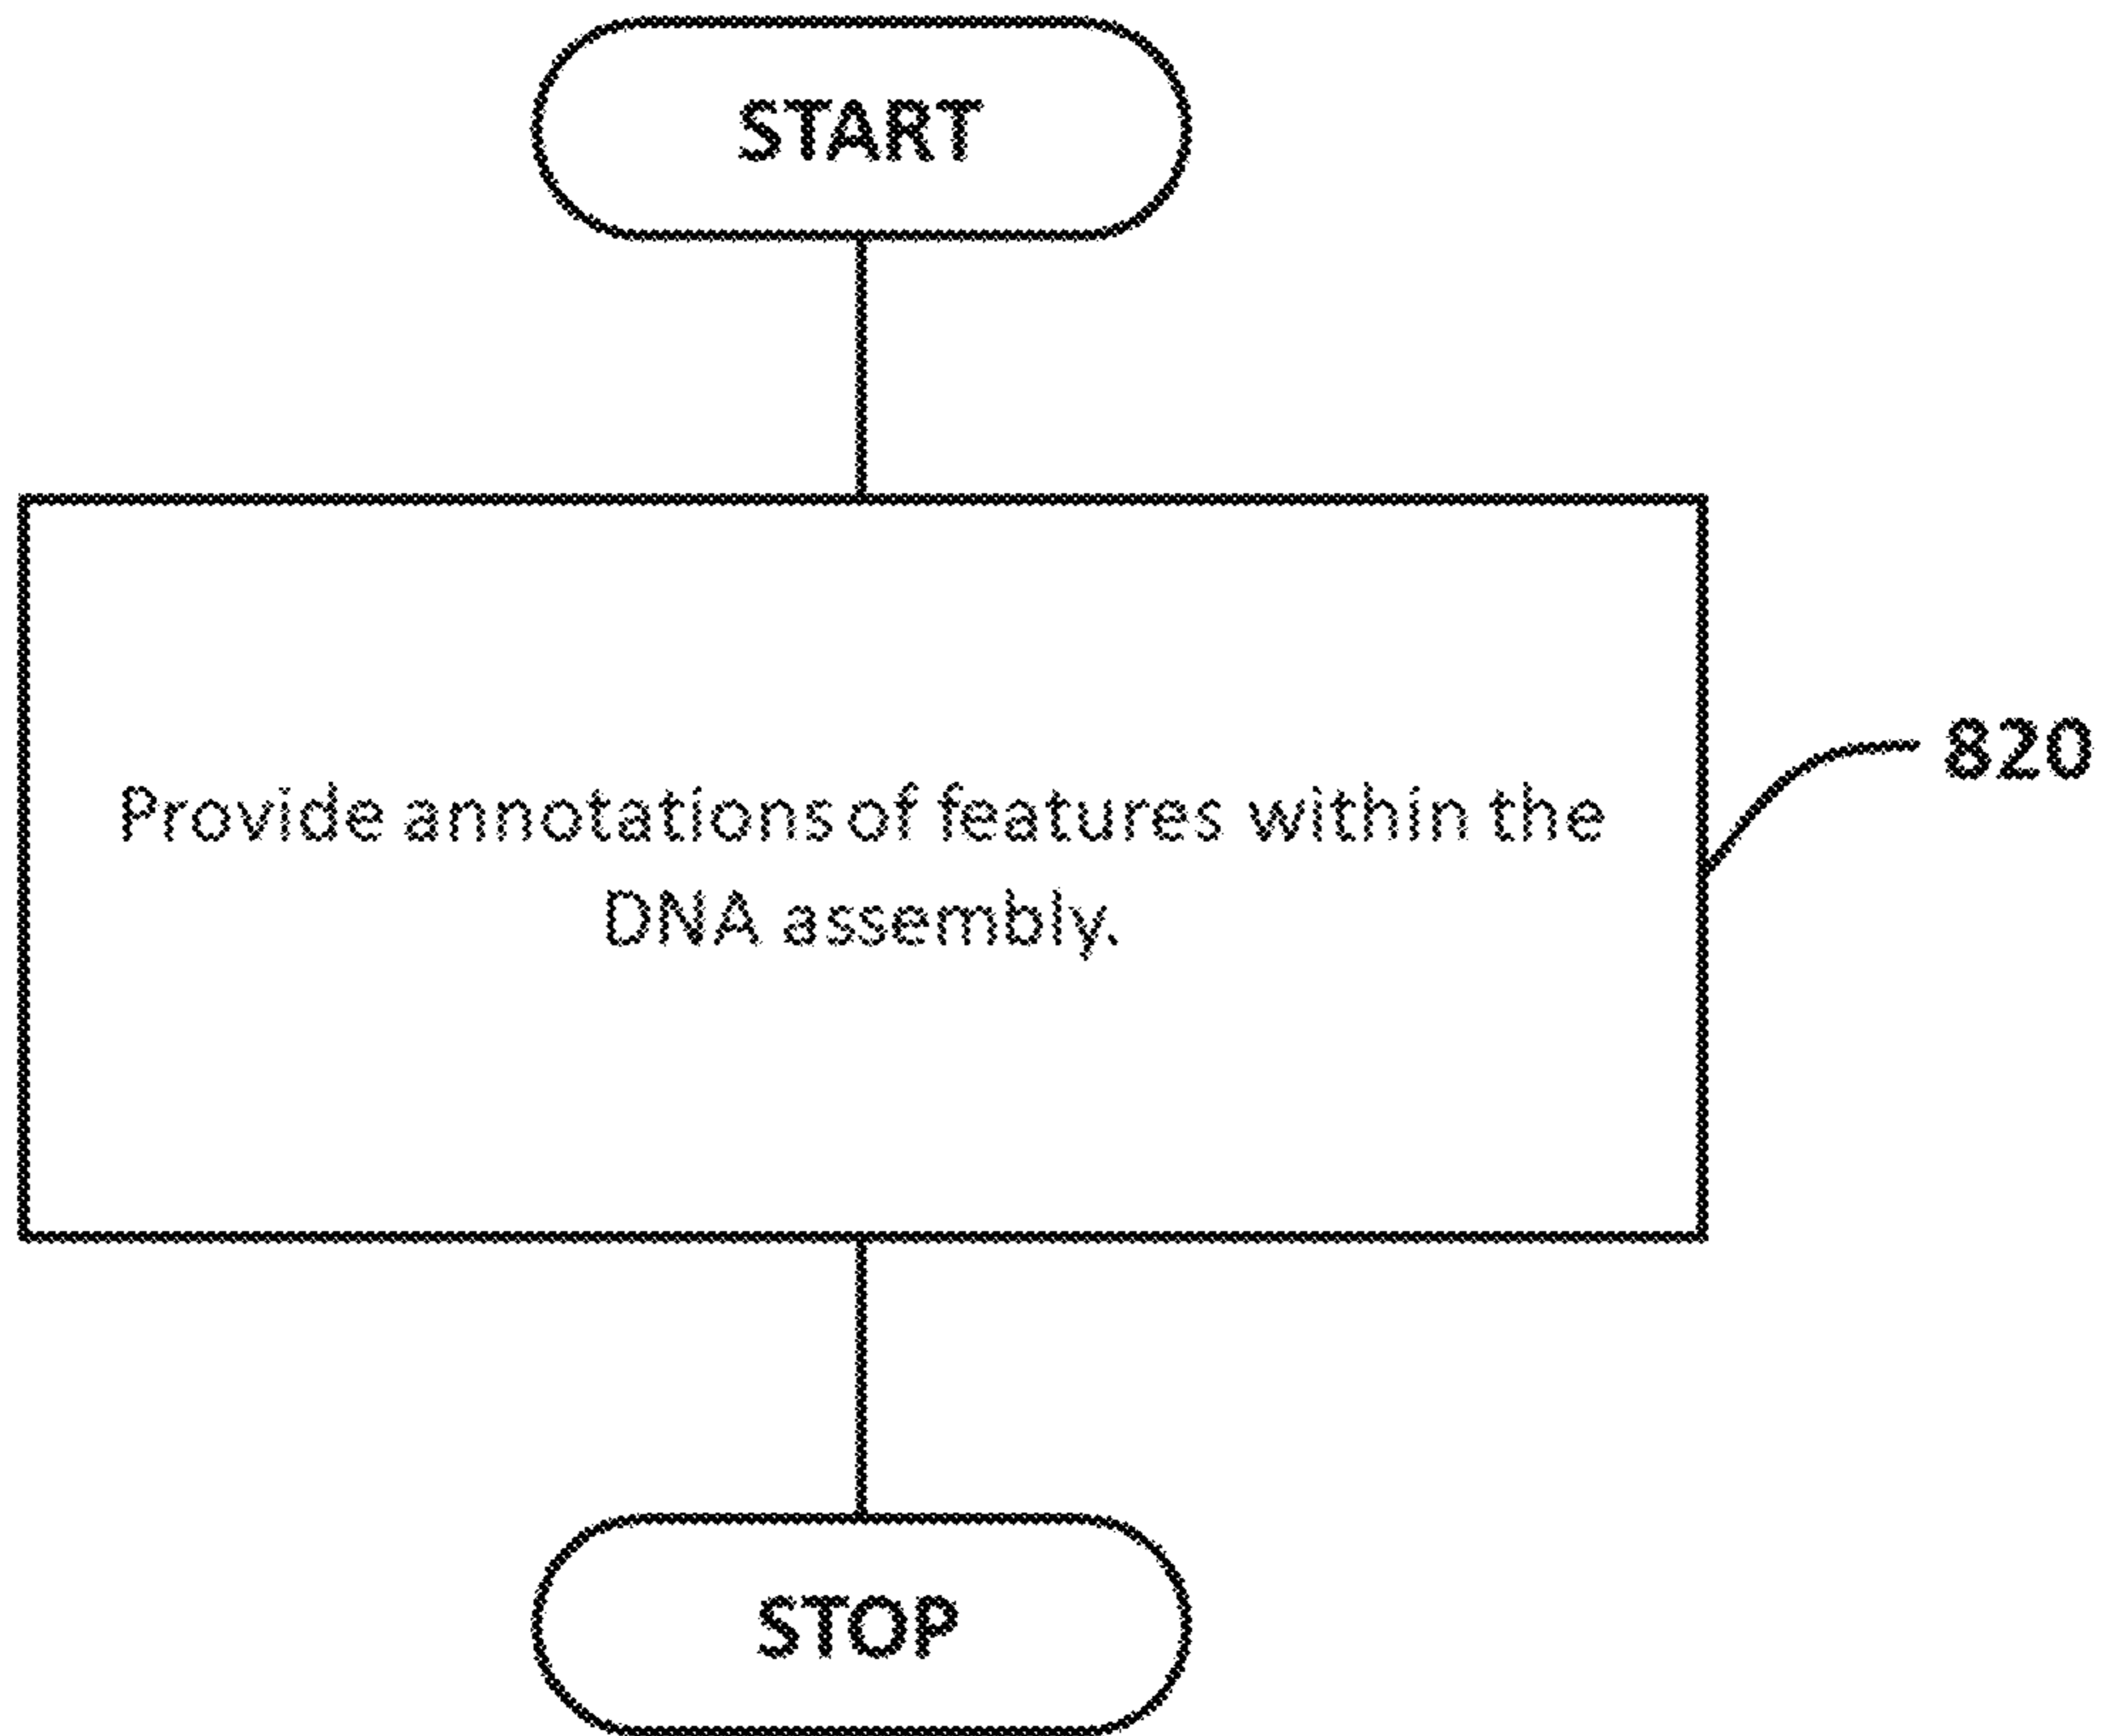 START
820
Provide annotations of features within the
DNA assembly.
STOP